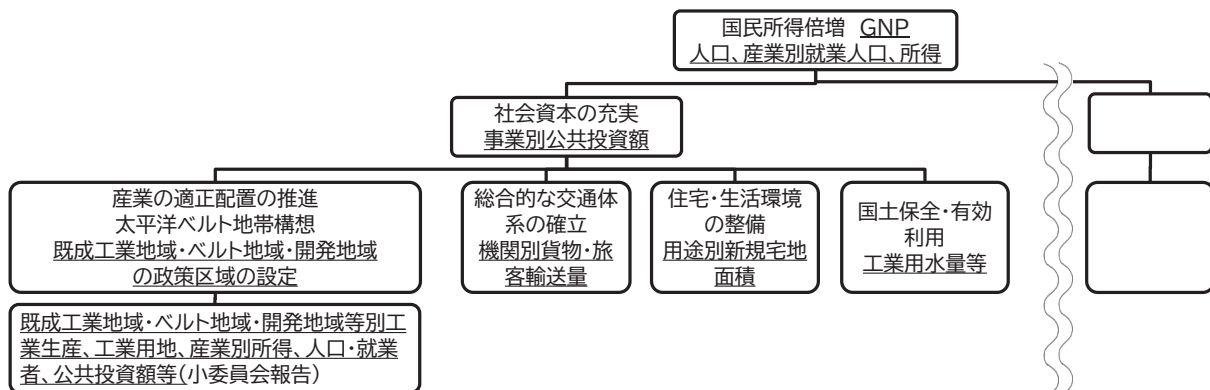 国民所得倍増 GNP
人口、産業別就業人口、所得
社会資本の充実
事業別公共投資額
産業の適正配置の推進
太平洋ベルト地帯構想
既成工業地域・ベルト地域・開発地域
の政策区域の設定
総合的な交通体
系の確立
機関別貨物・旅
客輸送量
住宅・生活環境
の整備
用途別新規宅地
面積
国土保全・有効
利用
工業用水量等
既成工業地域・ベルト地域・開発地域等別工
業生産、工業用地、産業別所得、人口・就業
者、公共投資額等(小委員会報告)